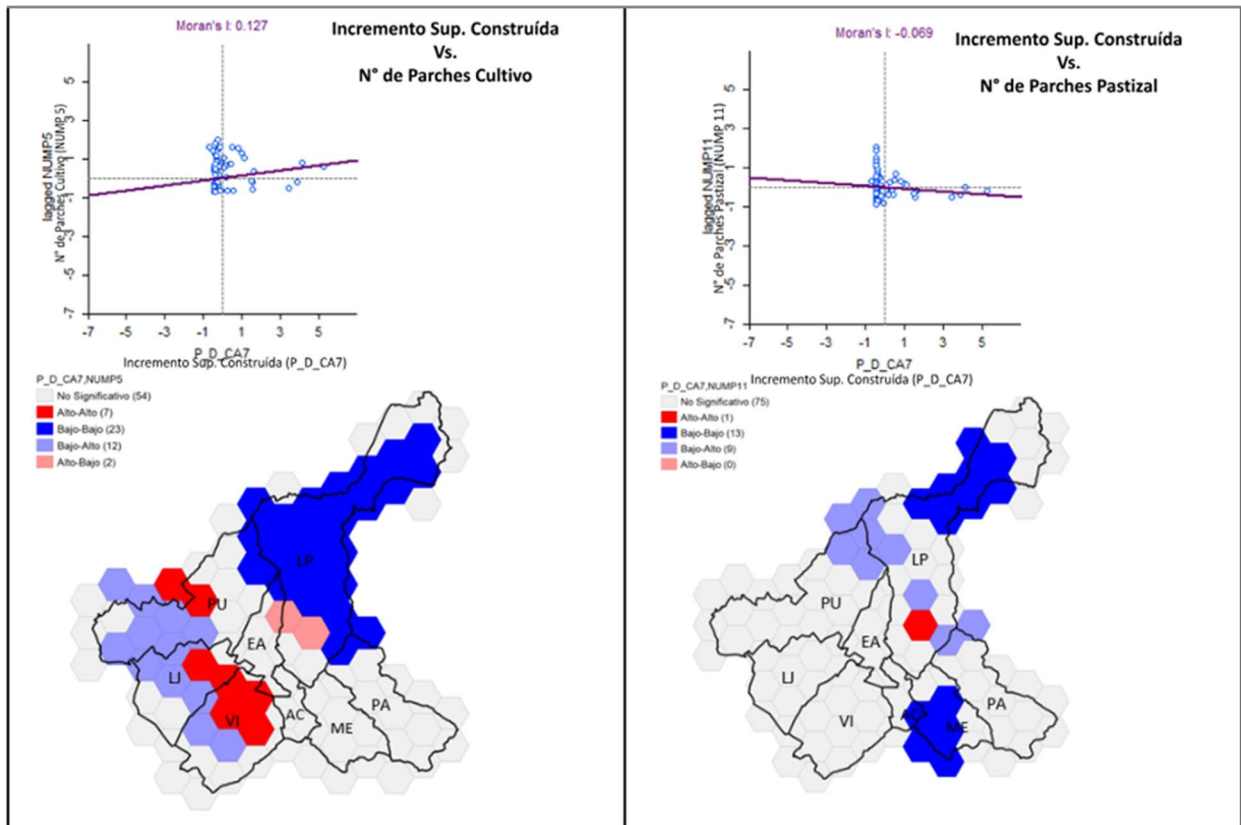 Moran's I: 0.127
Incremento Sup. Construída
Vs.
N° de Parches Cultivo
lagged NUMP5
N° de Parches Cultivo (NUMP 5)
5
3
1
-1
-3
-5
-7
-7 -5 -3 -1 1 3 5
P_D_CA7
Incremento Sup. Construída (P_D_CA7)
P_D_CA7,NUMP5
No Significativo (54)
Alto-Alto (7)
Bajo-Bajo (23)
Bajo-Alto (12)
Alto-Bajo (2)
LP
PU
EA
LJ
VI
AC
ME
PA
Moran's I: -0.069
Incremento Sup. Construída
Vs.
N° de Parches Pastizal
lagged NUMP11
N° de Parches Pastizal (NUMP 11)
5
3
1
-1
-3
-5
-7
-7 -5 -3 -1 1 3 5
P_D_CA7
Incremento Sup. Construída (P_D_CA7)
P_D_CA7,NUMP11
No Significativo (75)
Alto-Alto (1)
Bajo-Bajo (13)
Bajo-Alto (9)
Alto-Bajo (0)
LP
PU
EA
LJ
VI
AC
ME
PA